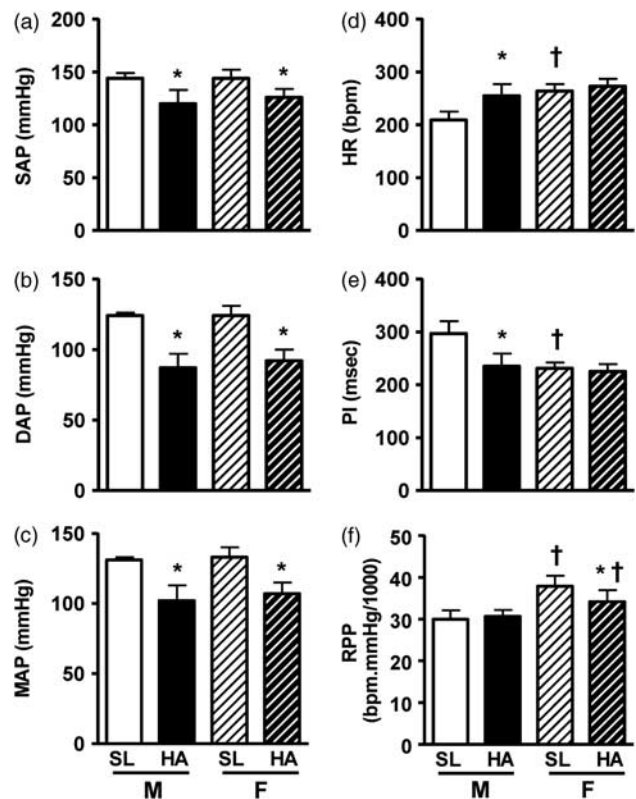 (a)
SAP (mmHg)
200
150
100
50
0
*
*
(b)
DAP (mmHg)
150
100
50
0
*
*
(c)
MAP (mmHg)
150
100
50
0
*
*
SL HA SL HA
M F
(d)
HR (bpm)
400
300
200
100
0
* †
(e)
PI (msec)
400
300
200
100
0
* †
(f)
RPP
(bpm.mmHg/1000)
50
40
30
20
10
0
†
* †
SL HA SL HA
M F